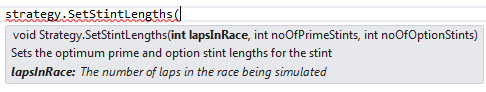 strategy.SetStintLengths(
void Strategy.SetStintLengths(int lapsInRace, int noOfPrimeStints, int noOfOptionStints)
Sets the optimum prime and option stint lengths for the stint
lapsInRace: The number of laps in the race being simulated